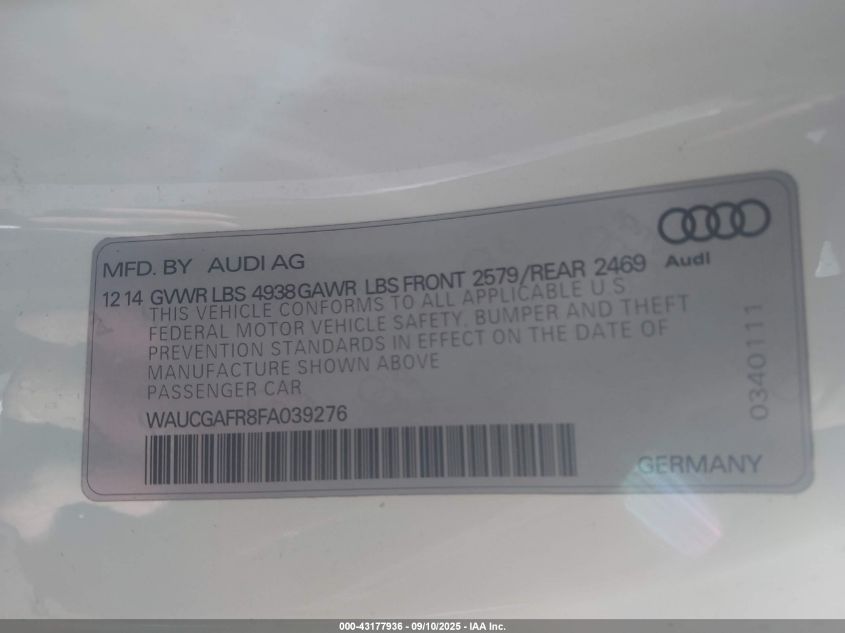 MFD. BY AUDI AG
Audi
12 14 GVWR LBS 4938 GAWR LBS FRONT 2579/REAR 2469
THIS VEHICLE CONFORMS TO ALL APPLICABLE U.S.
FEDERAL MOTOR VEHICLE SAFETY, BUMPER AND THEFT
PREVENTION STANDARDS IN EFFECT ON THE DATE OF
MANUFACTURE SHOWN ABOVE
PASSENGER CAR
WAUCGAFR8FA039276
0340111
GERMANY
000-43177936 - 09/10/2025 - IAA Inc.